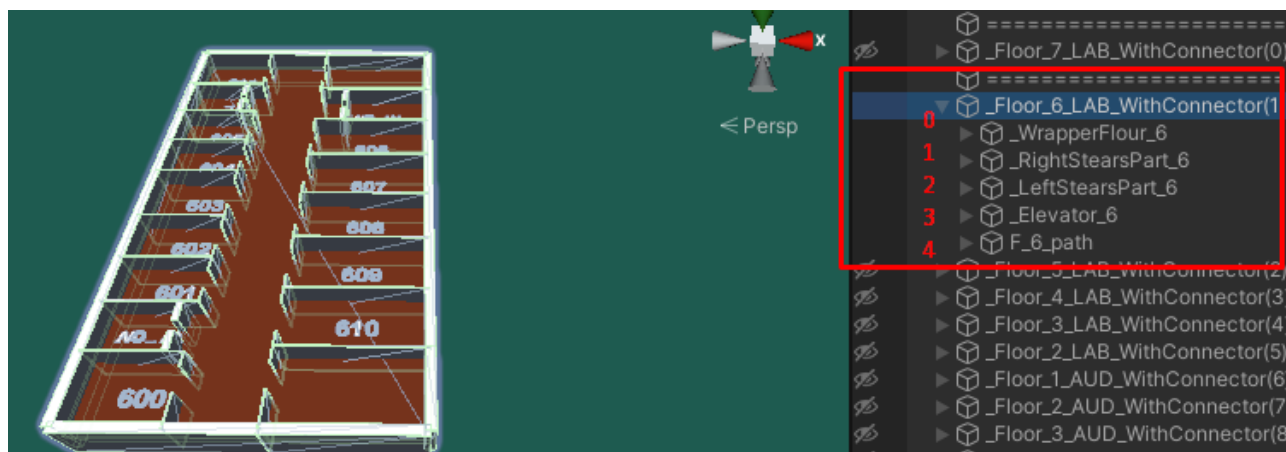 ========================
_Floor_7_LAB_WithConnector(0)
========================
_Floor_6_LAB_WithConnector(1
0
_WrapperFlour_6
1
_RightStearsPart_6
2
_LeftStearsPart_6
3
_Elevator_6
4
F_6_path
_Floor_5_LAB_WithConnector(2)
_Floor_4_LAB_WithConnector(3)
_Floor_3_LAB_WithConnector(4)
_Floor_2_LAB_WithConnector(5)
_Floor_1_AUD_WithConnector(6
_Floor_2_AUD_WithConnector(7
_Floor_3_AUD_WithConnector(8
x
< Persp
604
607
603
608
602
609
601
610
600